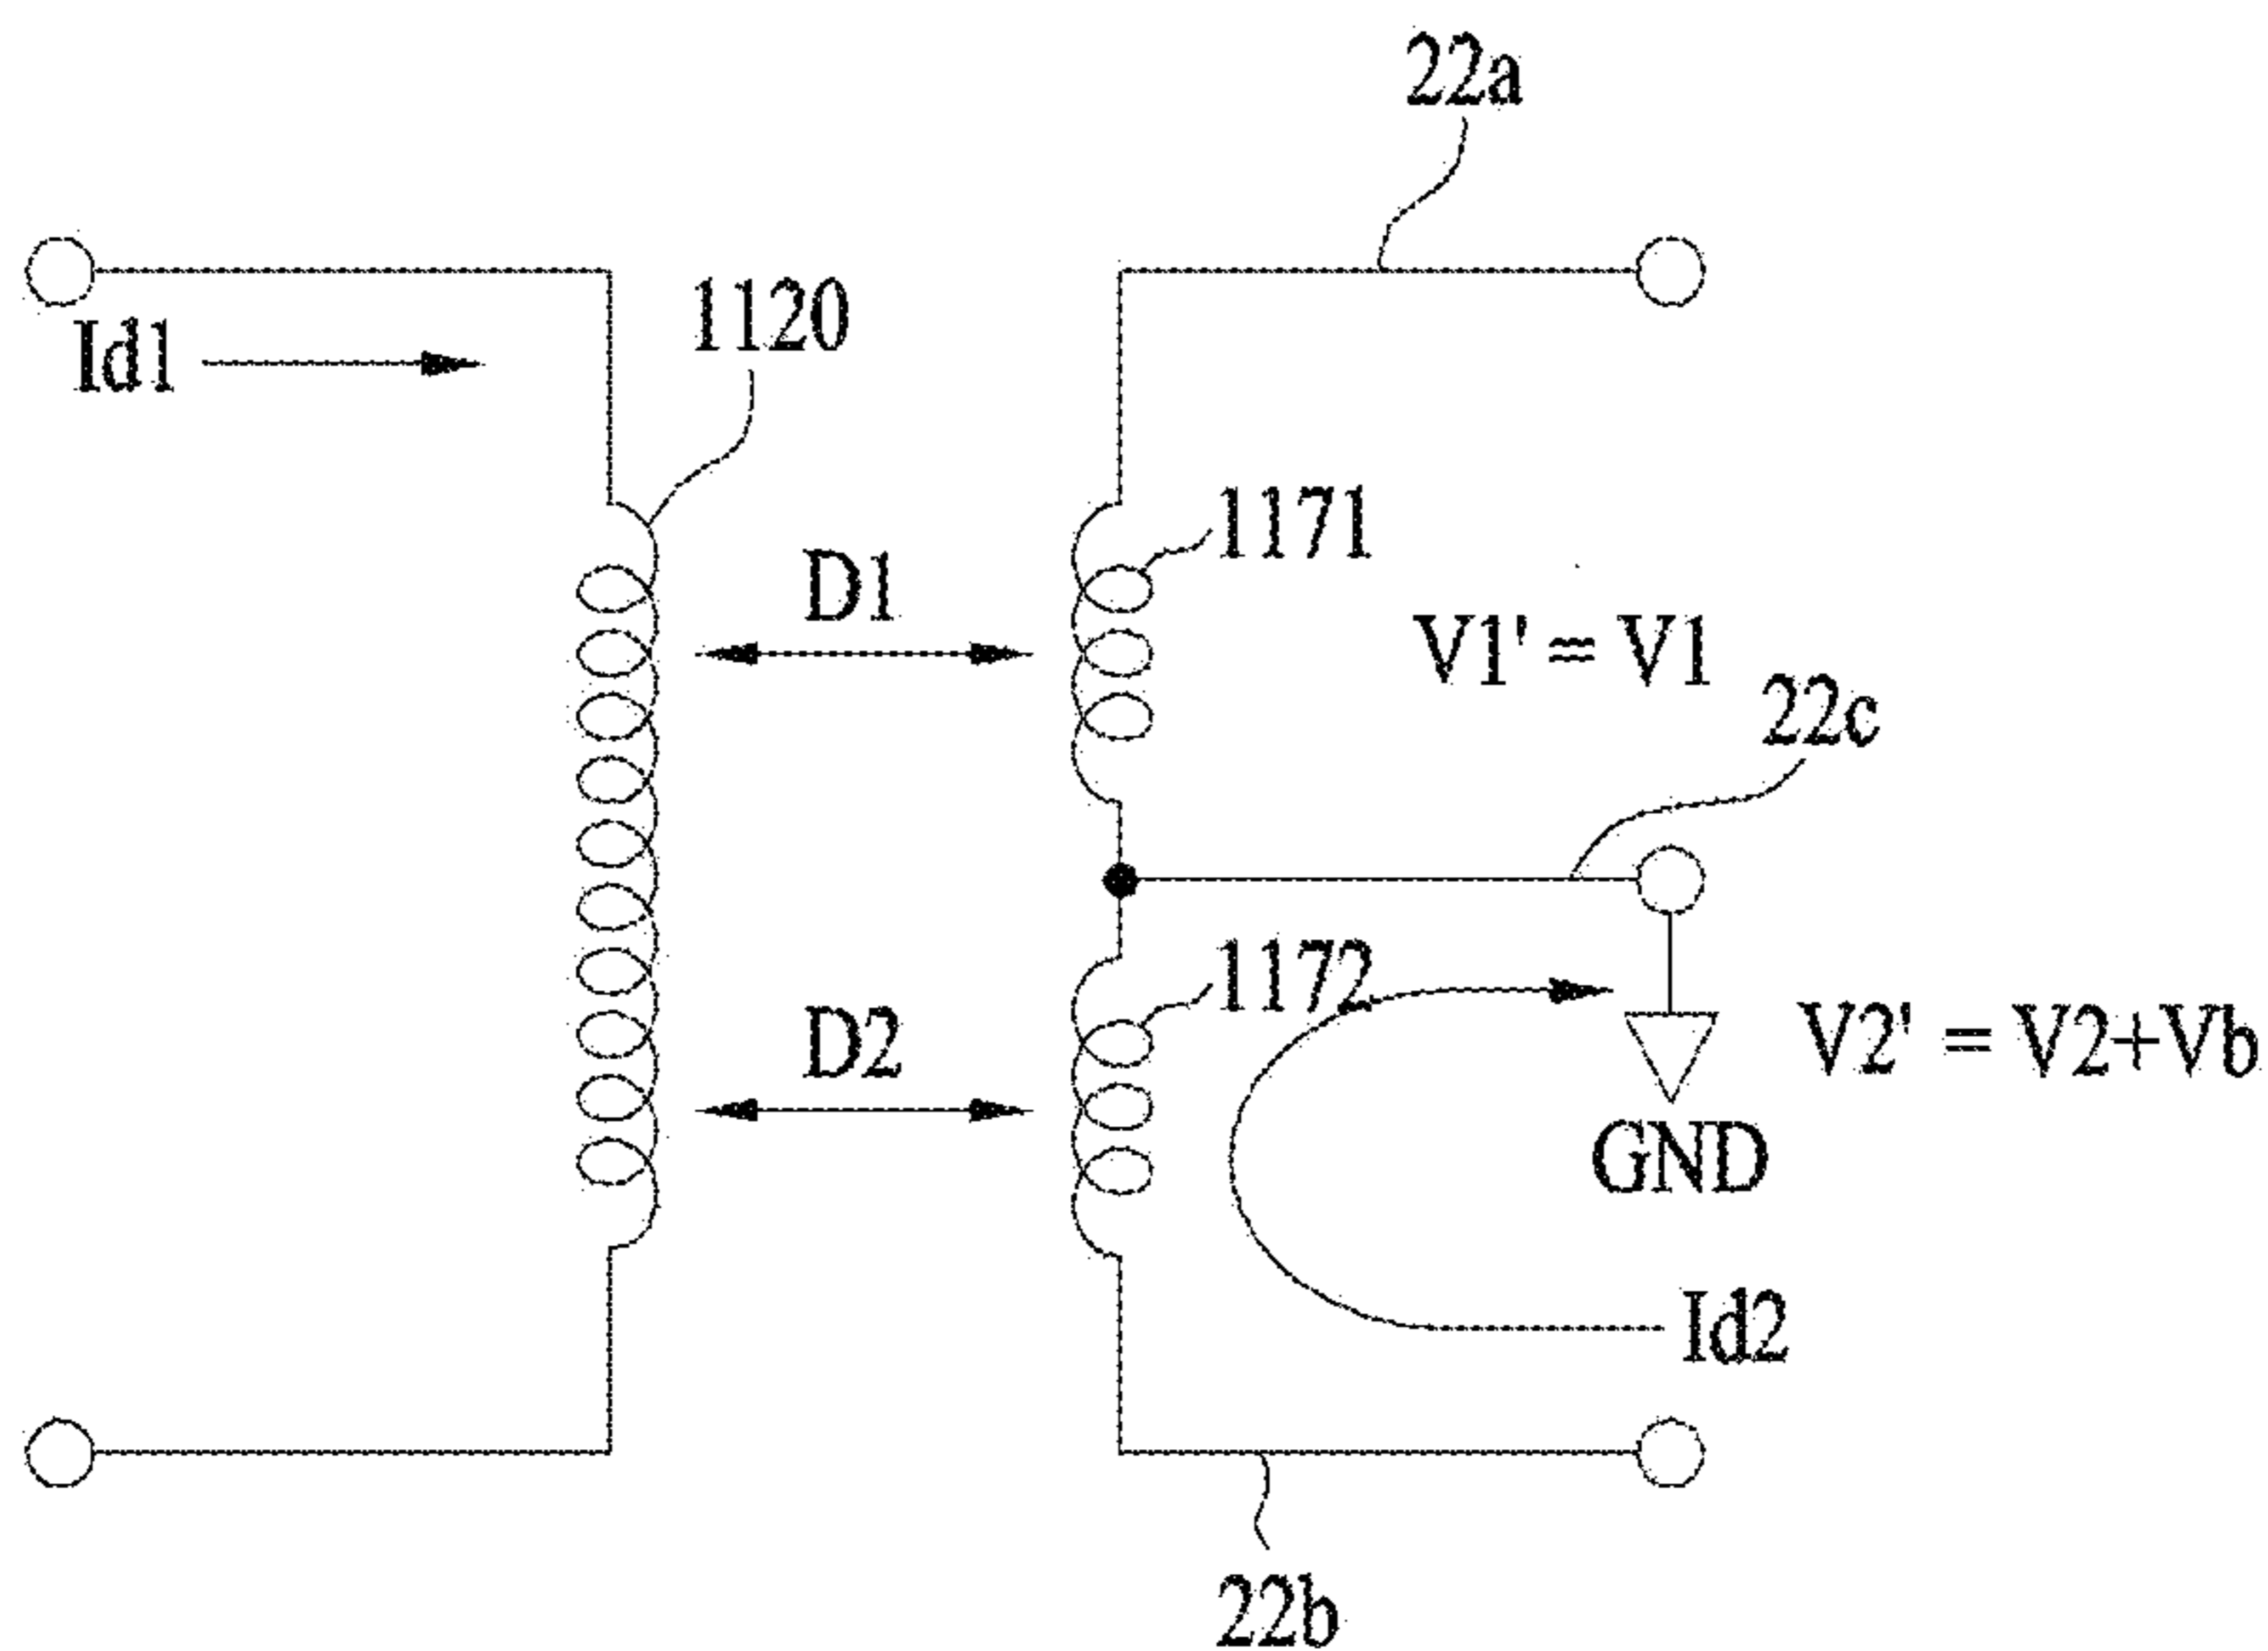 22a
1120
Id1
1171
D1
V1' = V1
22c
1172
D2
V2' = V2+Vb
GND
Id2
22b